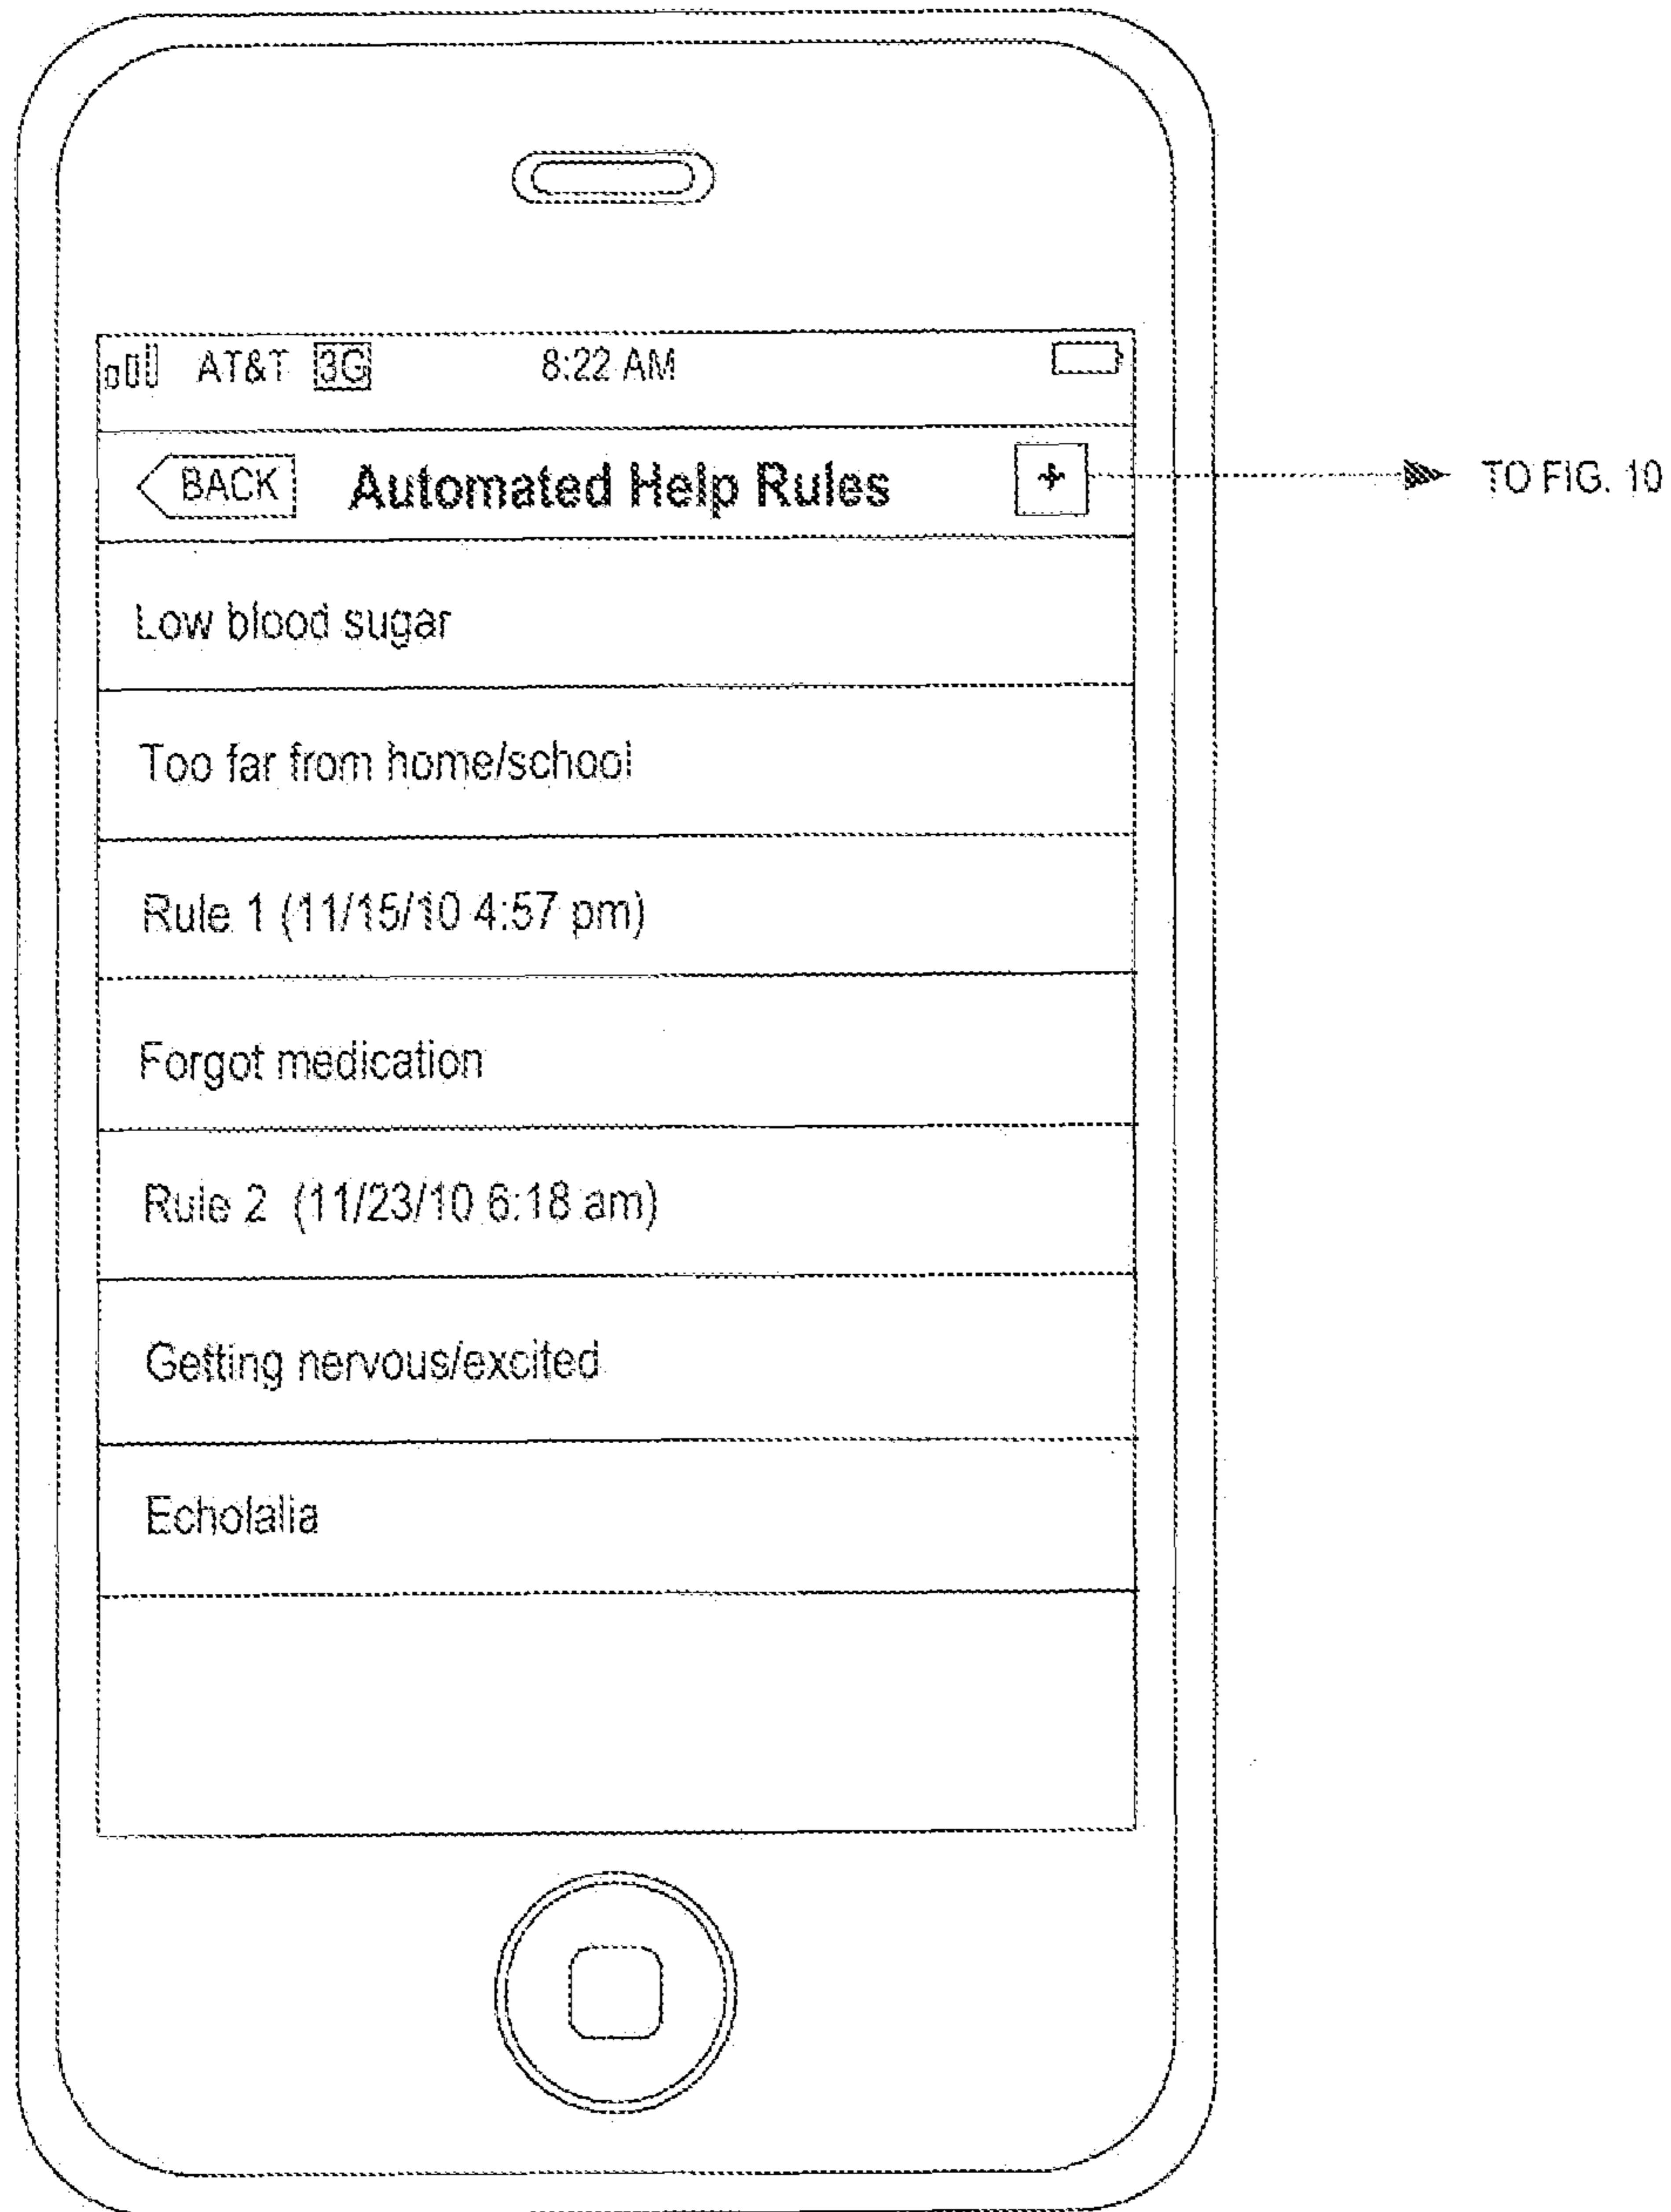 AT&T 3G 8:22 AM
BACK Automated Help Rules + TO FIG. 10
Low blood sugar
Too far from home/school
Rule 1 (11/15/10 4:57 pm)
Forgot medication
Rule 2 (11/23/10 6:18 am)
Getting nervous/excited
Echolalia